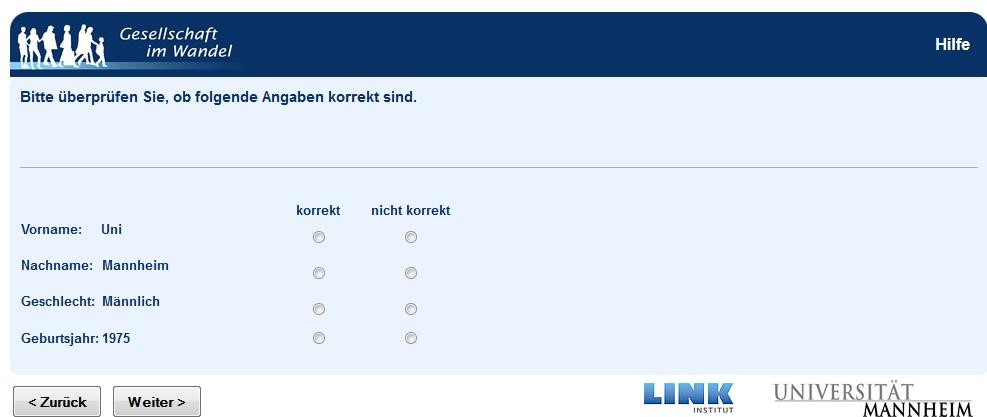 Gesellschaft
im Wandel
Hilfe
Bitte überprüfen Sie, ob folgende Angaben korrekt sind.
korrekt nicht korrekt
Vorname: Uni
Nachname: Mannheim
Geschlecht: Männlich
Geburtsjahr: 1975
< Zurück Weiter >
LINK
INSTITUT
UNIVERSITÄT
MANNHEIM